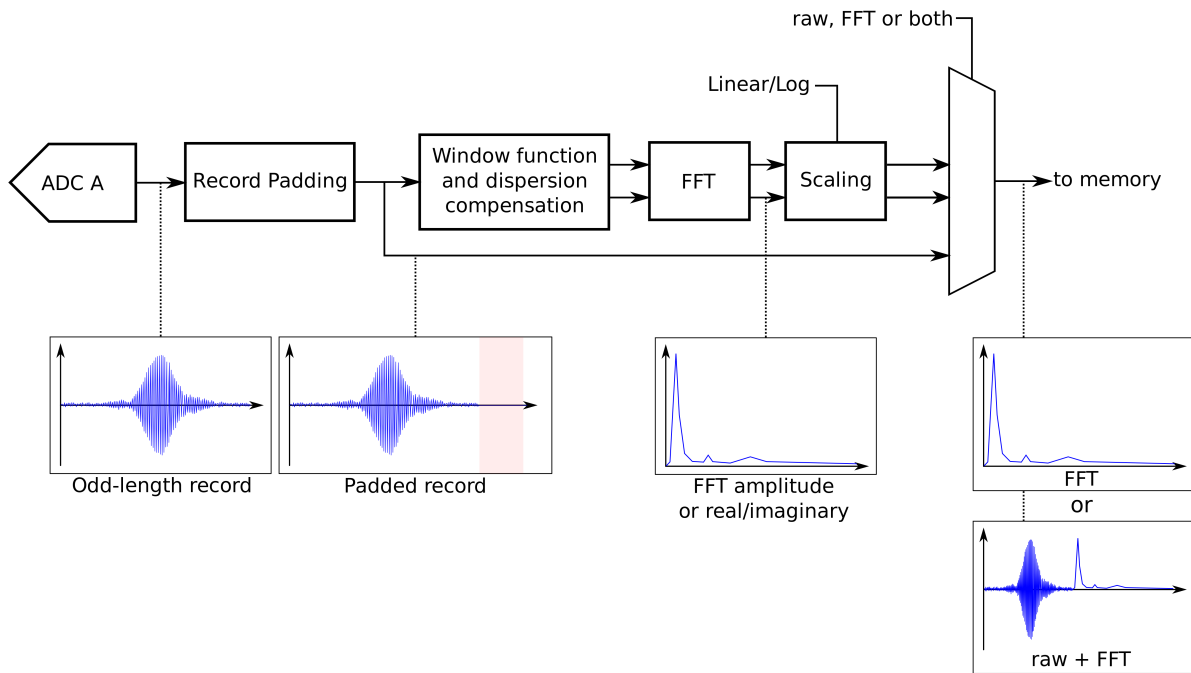 raw, FFT or both
Linear/Log
ADC A
Record Padding
Window function
and dispersion
compensation
FFT
Scaling
to memory
Odd-length record
Padded record
FFT amplitude
or real/imaginary
FFT
or
raw + FFT